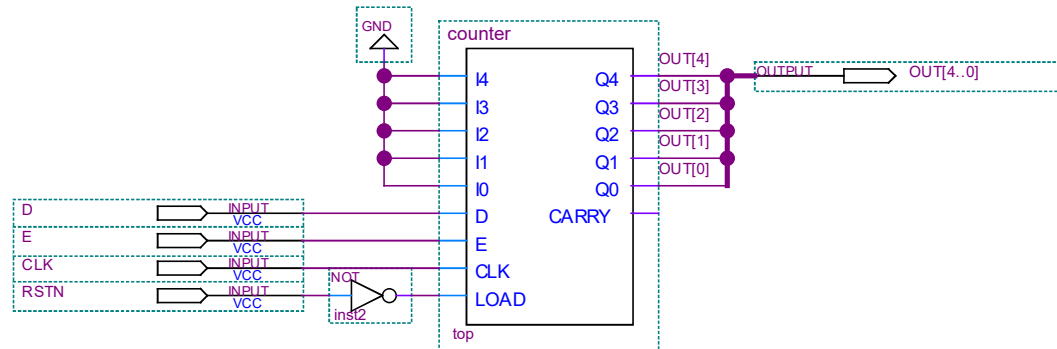 GND
counter
I4
I3
I2
I1
I0
D
E
CLK
LOAD
Q4
Q3
Q2
Q1
Q0
CARRY
top
OUT[4]
OUT[3]
OUT[2]
OUT[1]
OUT[0]
OUTPUT OUT[4..0]
D INPUT
VCC
E INPUT
VCC
CLK INPUT
VCC
RSTN INPUT
VCC
NOT
inst2